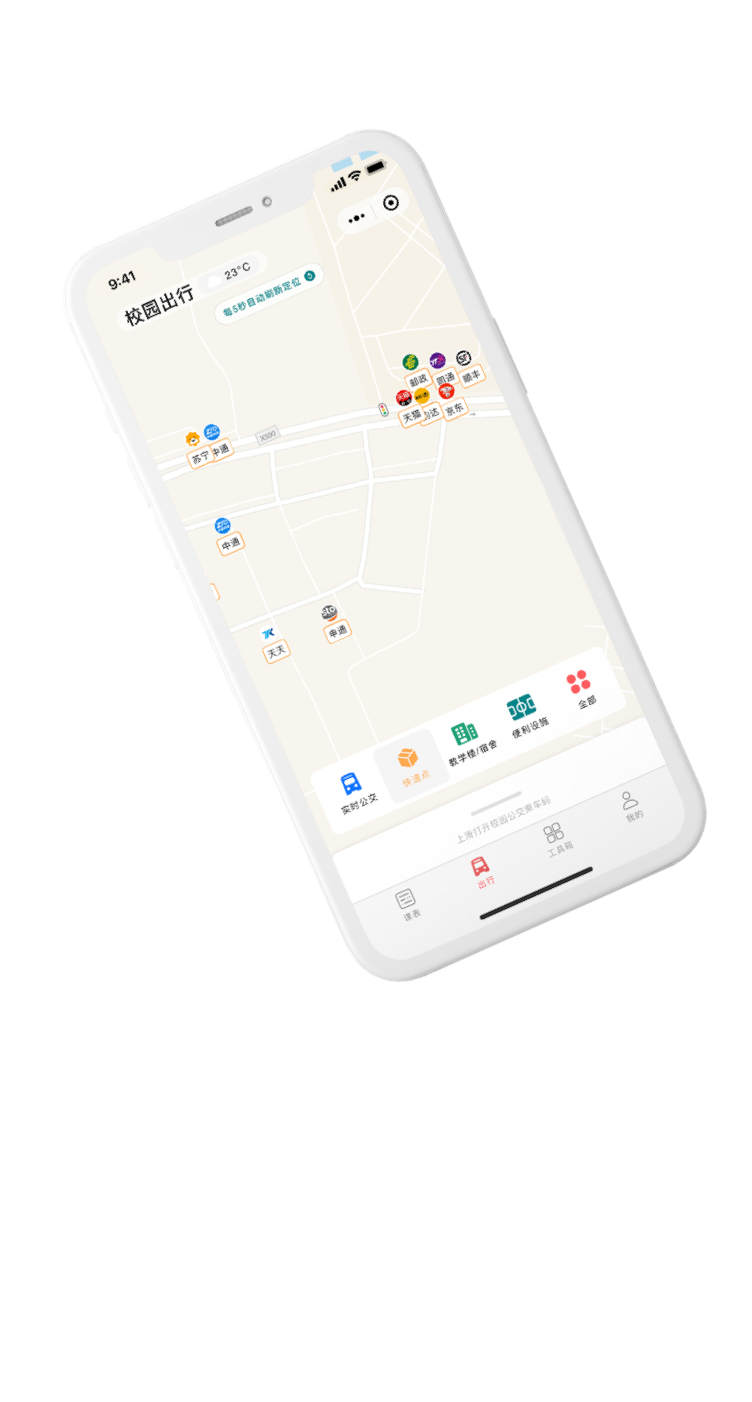 9:41
校园出行
23°C
每5秒自动刷新定位
邮政
圆通
顺丰
天猫
京东
X590
苏宁
中通
中通
天天
申通
实时公交
快递点
教学楼/宿舍
便利设施
全部
上滑打开校园公交乘车码
课表
出行
工具箱
我的